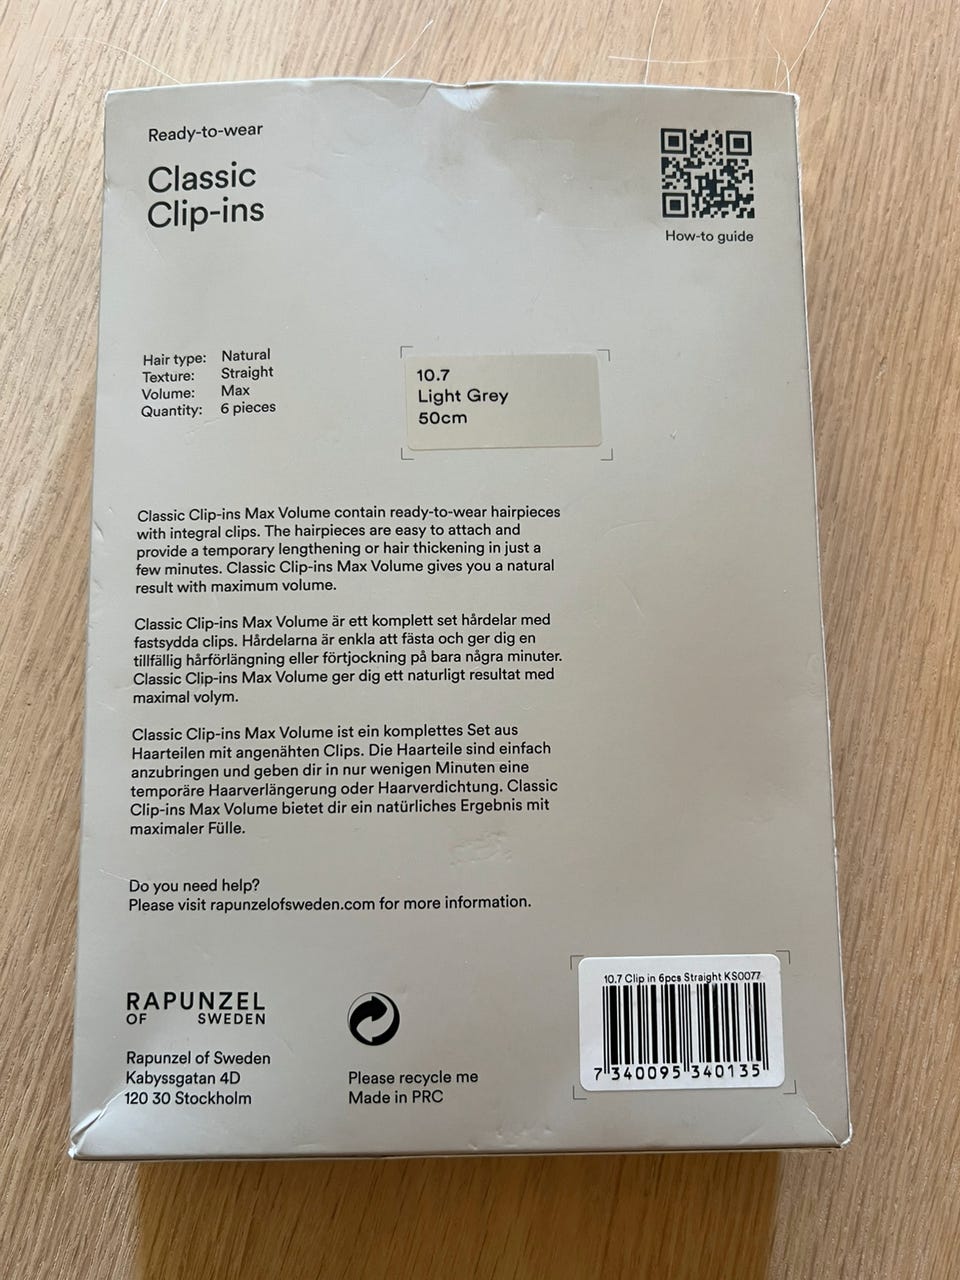 Ready-to-wear
Classic
Clip-ins
How-to guide
Hair type: Natural
Texture: Straight
Volume: Max
Quantity: 6 pieces
10.7
Light Grey
50cm
Classic Clip-ins Max Volume contain ready-to-wear hairpieces
with integral clips. The hairpieces are easy to attach and
provide a temporary lengthening or hair thickening in just a
few minutes. Classic Clip-ins Max Volume gives you a natural
result with maximum volume.
Classic Clip-ins Max Volume är ett komplett set hårdelar med
fastsydda clips. Hårdelarna är enkla att fästa och ger dig en
tillfällig hårförlängning eller förtjockning på bara några minuter.
Classic Clip-ins Max Volume ger dig ett naturligt resultat med
maximal volym.
Classic Clip-ins Max Volume ist ein komplettes Set aus
Haarteilen mit angenähten Clips. Die Haarteile sind einfach
anzubringen und geben dir in nur wenigen Minuten eine
temporäre Haarverlängerung oder Haarverdichtung. Classic
Clip-ins Max Volume bietet dir ein natürliches Ergebnis mit
maximaler Fülle.
Do you need help?
Please visit rapunzelofsweden.com for more information.
RAPUNZEL
OF SWEDEN
Rapunzel of Sweden
Kabyssgatan 4D
120 30 Stockholm
Please recycle me
Made in PRC
10.7 Clip in 6pcs Straight KS0077
7 340095 340135